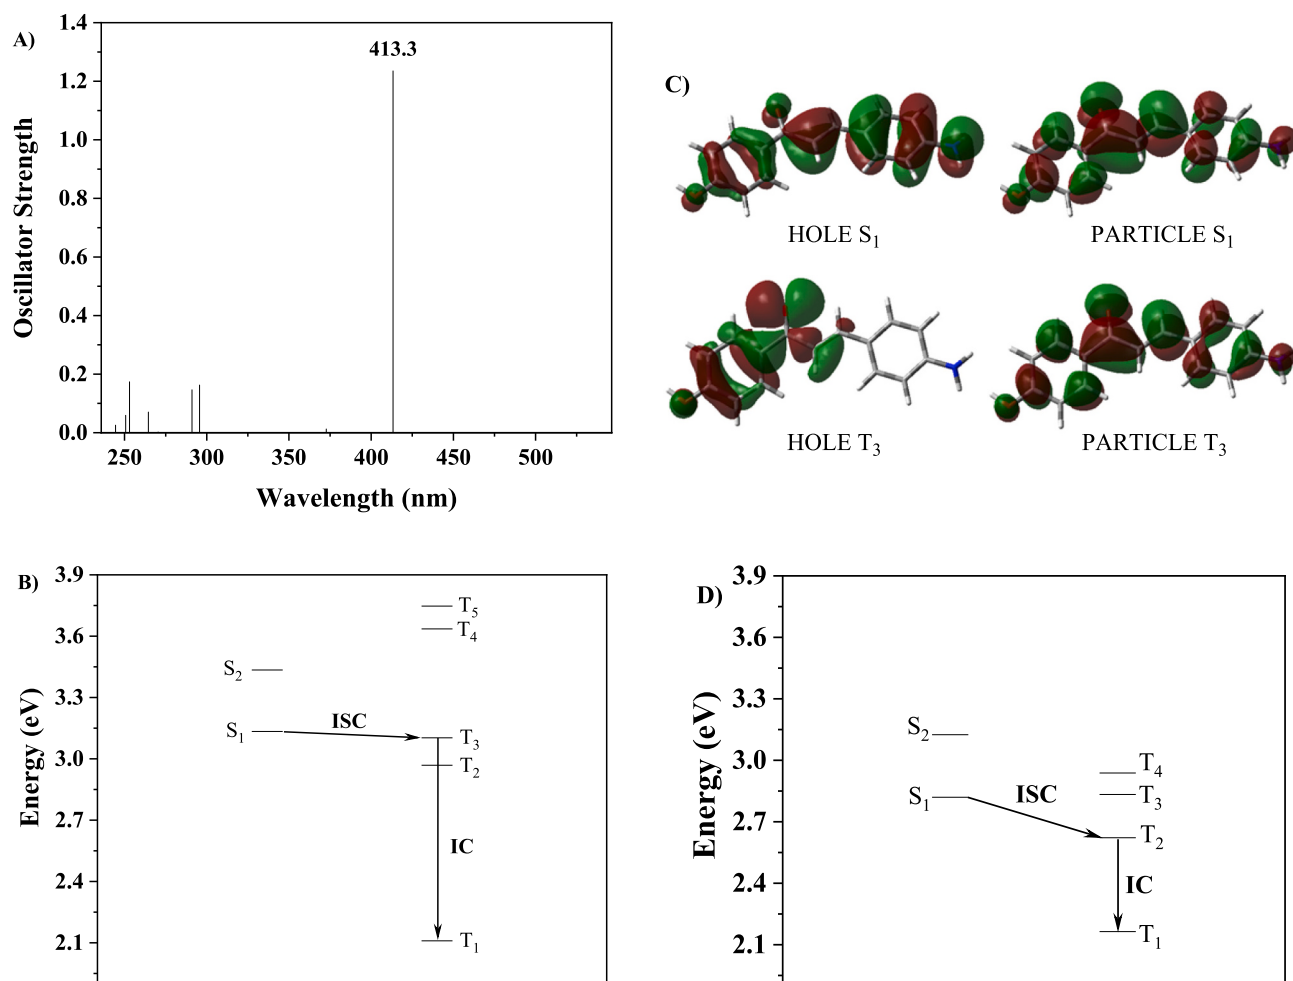 A)
1.4
1.2
1.0
0.8
0.6
0.4
0.2
0.0
Oscillator Strength
413.3
250 300 350 400 450 500
Wavelength (nm)
C)
HOLE S1
PARTICLE S1
HOLE T3
PARTICLE T3
B)
3.9
3.6
3.3
3.0
2.7
2.4
2.1
Energy (eV)
S2
S1
ISC
T5
T4
T3
T2
IC
T1
D)
3.9
3.6
3.3
3.0
2.7
2.4
2.1
Energy (eV)
S2
S1
ISC
T4
T3
T2
IC
T1